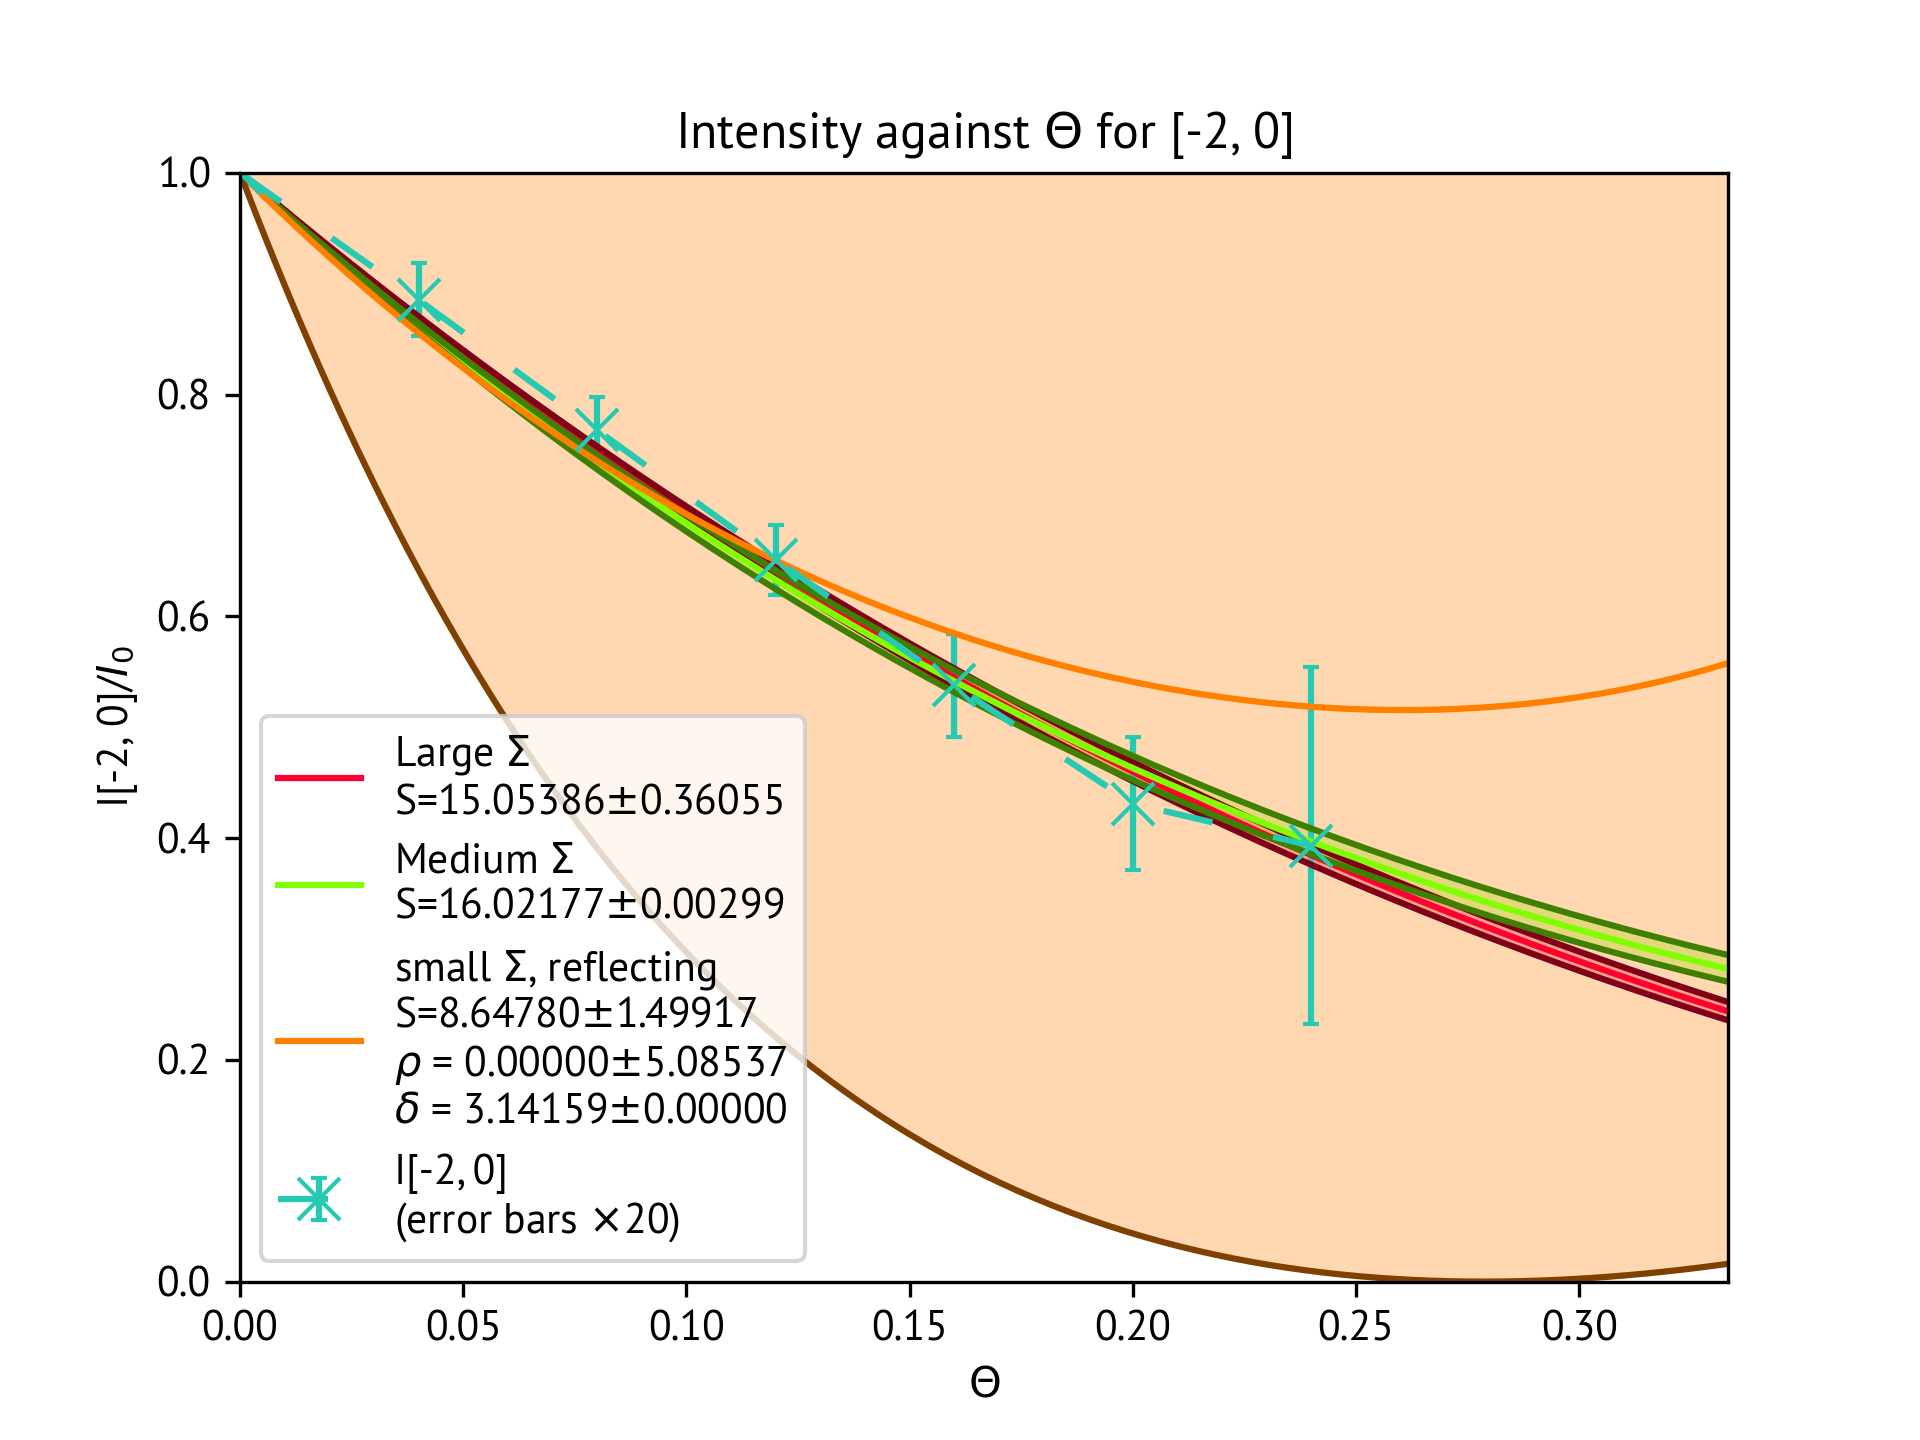 Intensity against Θ for [-2, 0]
1.0
0.8
0.6
0.4
0.2
0.0
I[-2, 0]/I₀
Large Σ
S=15.05386±0.36055
Medium Σ
S=16.02177±0.00299
small Σ, reflecting
S=8.64780±1.49917
ρ = 0.00000±5.08537
δ = 3.14159±0.00000
I[-2, 0]
(error bars ×20)
0.00 0.05 0.10 0.15 0.20 0.25 0.30
Θ